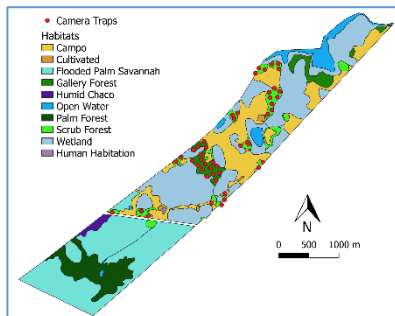 Camera Traps
Habitats
Campo
Cultivated
Flooded Palm Savannah
Gallery Forest
Humid Chaco
Open Water
Palm Forest
Scrub Forest
Wetland
Human Habitation
N
0 500 1000 m